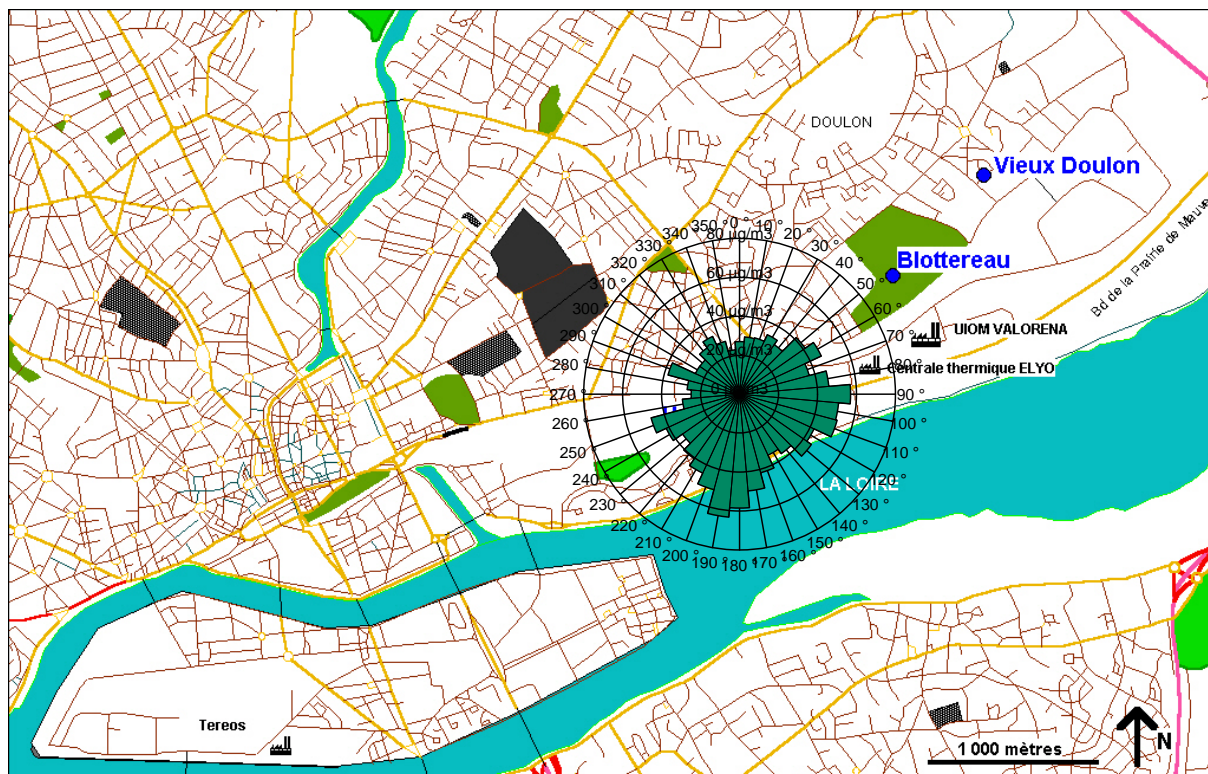 DOULON
Vieux Doulon
Blottereau
Bd de la Prairie de Mauve
UIOM VALORENA
Centrale thermique ELYO
LA LOIRE
Tereos
1 000 mètres
N
0 °
10 °
20 °
30 °
40 °
50 °
60 °
70 °
80 °
90 °
100 °
110 °
120 °
130 °
140 °
150 °
160 °
170 °
180 °
190 °
200 °
210 °
220 °
230 °
240 °
250 °
260 °
270 °
280 °
290 °
300 °
310 °
320 °
330 °
340 °
350 °
80 µg/m3
60 µg/m3
40 µg/m3
20 µg/m3